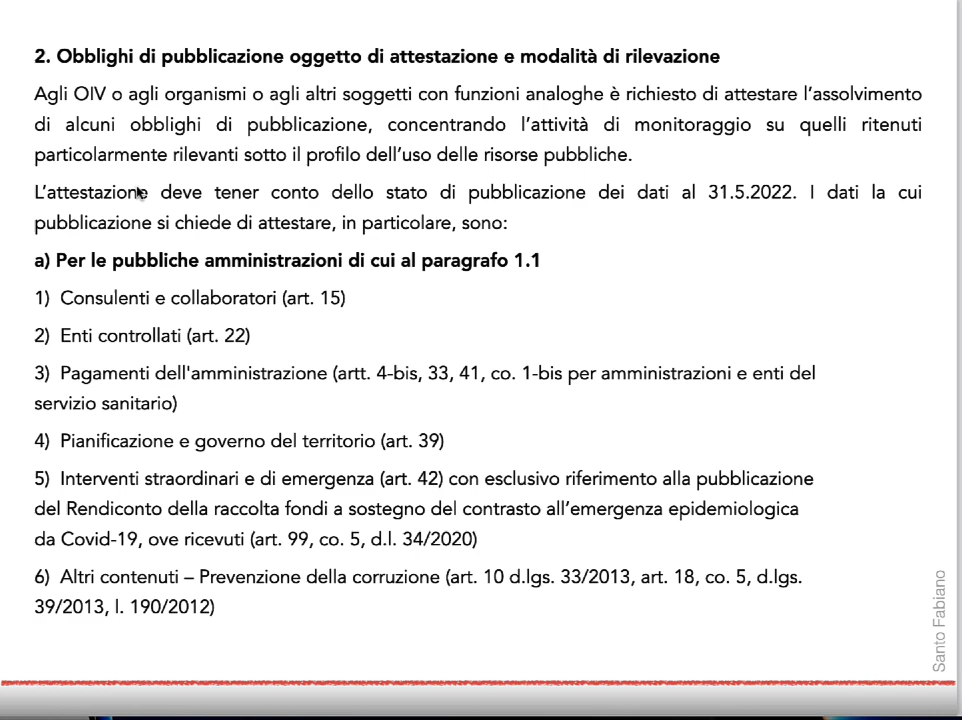 2. Obblighi di pubblicazione oggetto di attestazione e modalità di rilevazione
Agli OIV o agli organismi o agli altri soggetti con funzioni analoghe è richiesto di attestare l'assolvimento
di alcuni obblighi di pubblicazione, concentrando l'attività di monitoraggio su quelli ritenuti
particolarmente rilevanti sotto il profilo dell'uso delle risorse pubbliche.
L'attestazione deve tener conto dello stato di pubblicazione dei dati al 31.5.2022. I dati la cui
pubblicazione si chiede di attestare, in particolare, sono:
a) Per le pubbliche amministrazioni di cui al paragrafo 1.1
1) Consulenti e collaboratori (art. 15)
2) Enti controllati (art. 22)
3) Pagamenti dell'amministrazione (artt. 4-bis, 33, 41, co. 1-bis per amministrazioni e enti del
servizio sanitario)
4) Pianificazione e governo del territorio (art. 39)
5) Interventi straordinari e di emergenza (art. 42) con esclusivo riferimento alla pubblicazione
del Rendiconto della raccolta fondi a sostegno del contrasto all'emergenza epidemiologica
da Covid-19, ove ricevuti (art. 99, co. 5, d.l. 34/2020)
6) Altri contenuti – Prevenzione della corruzione (art. 10 d.lgs. 33/2013, art. 18, co. 5, d.lgs.
39/2013, l. 190/2012)
Santo Fabiano